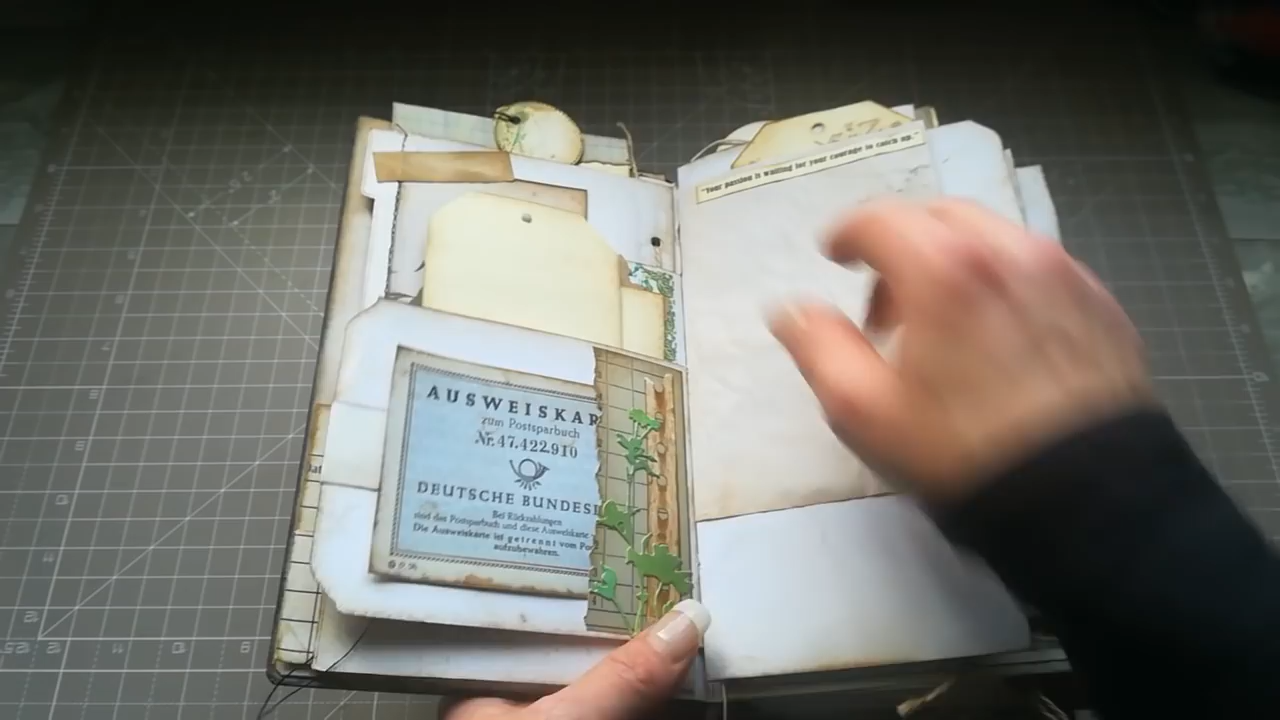 "Your passion is waiting for your courage to catch up."
AUSWEISKAR
zum Postsparbuch
Nr. 47.422.910
DEUTSCHE BUNDES
Bei Rückzahlungen
sind das Postsparbuch und diese Ausweiskarte
Die Ausweiskarte ist getrennt vom Po
aufzubewahren.